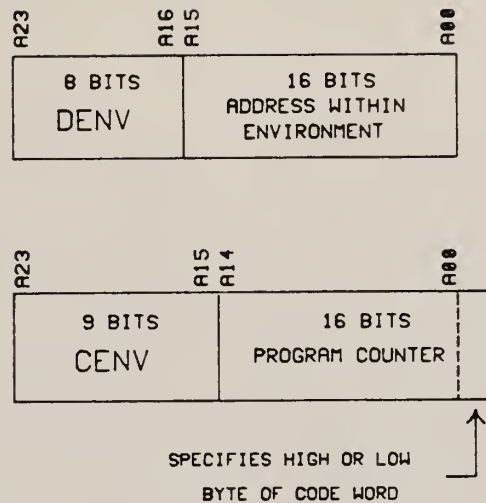 A23 A16 A15 A00
8 BITS 16 BITS
DENV ADDRESS WITHIN
ENVIRONMENT
A23 A15 A14 A00
9 BITS 16 BITS
CENV PROGRAM COUNTER
SPECIFIES HIGH OR LOW
BYTE OF CODE WORD